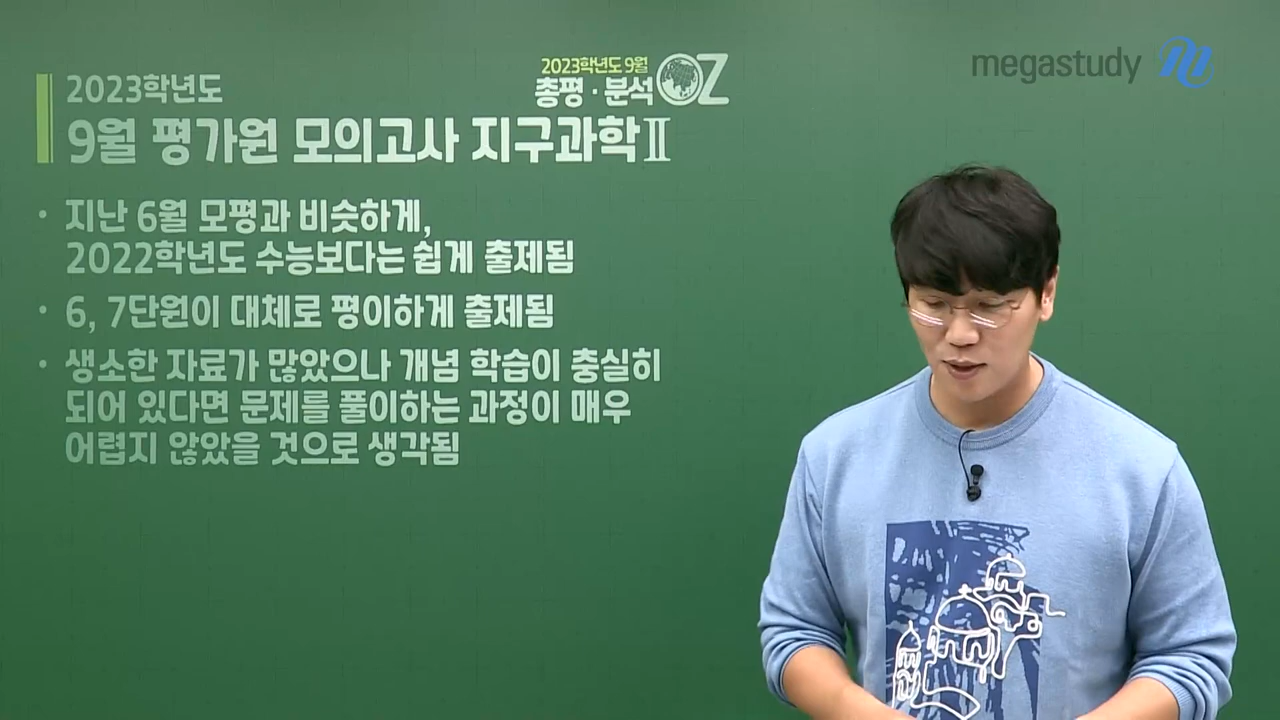 megastudy
2023학년도 9월
총평·분석 OZ
2023학년도
9월 평가원 모의고사 지구과학Ⅱ
• 지난 6월 모평과 비슷하게,
2022학년도 수능보다는 쉽게 출제됨
• 6, 7단원이 대체로 평이하게 출제됨
• 생소한 자료가 많았으나 개념 학습이 충실히
되어 있다면 문제를 풀이하는 과정이 매우
어렵지 않았을 것으로 생각됨